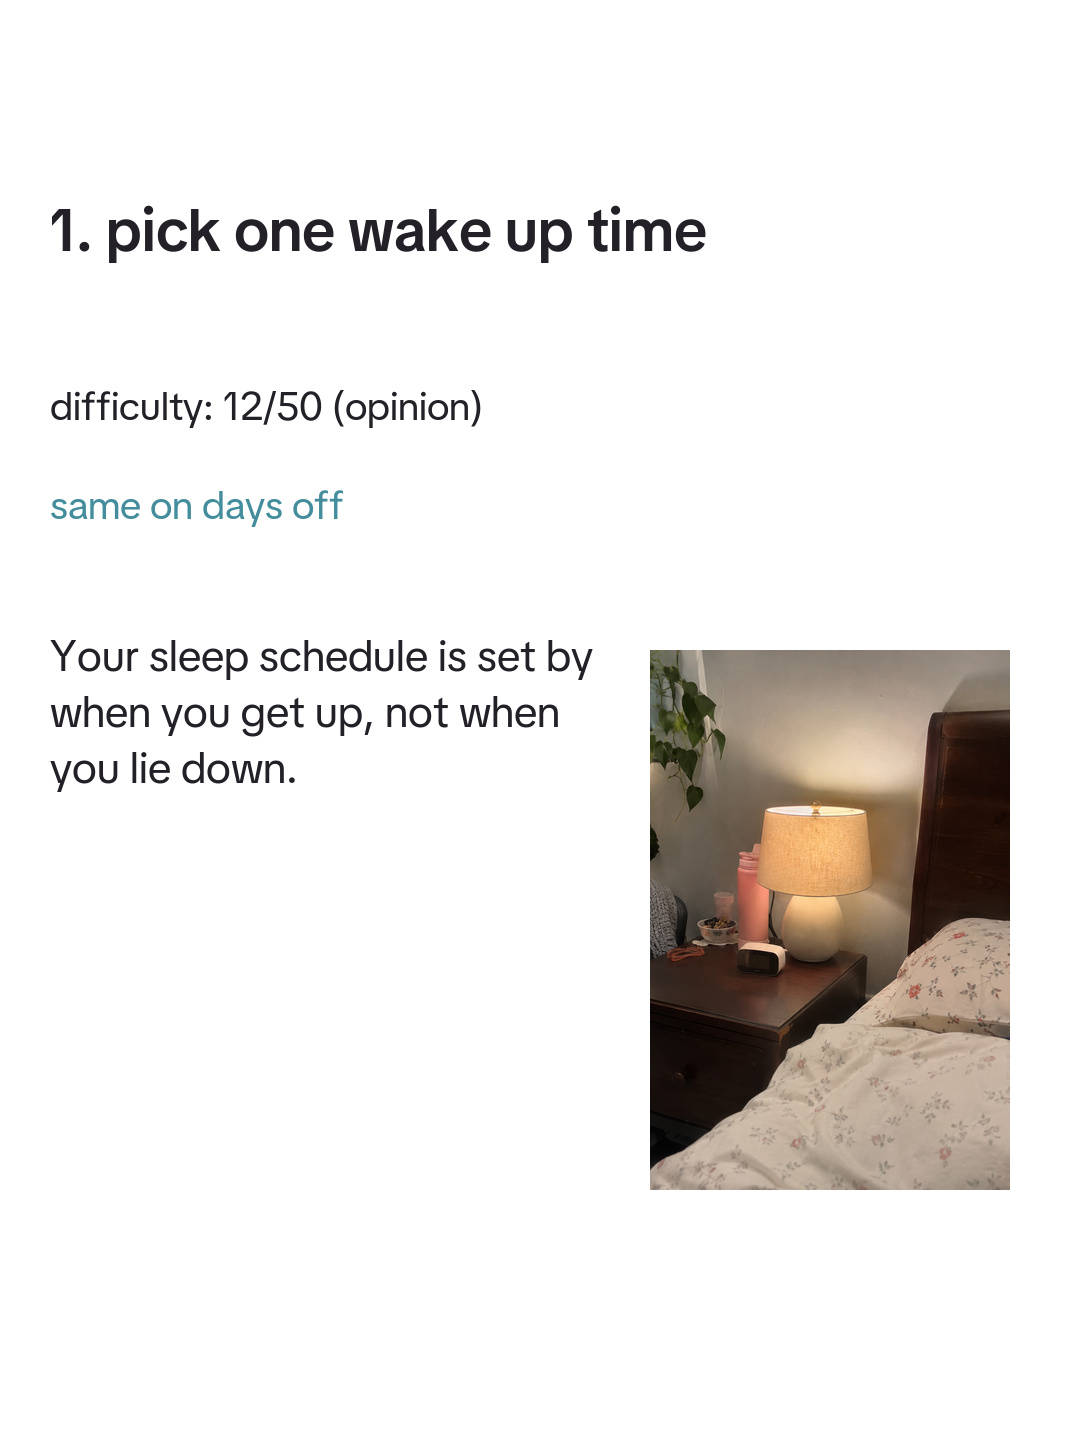 1. pick one wake up time
difficulty: 12/50 (opinion)
same on days off
Your sleep schedule is set by
when you get up, not when
you lie down.